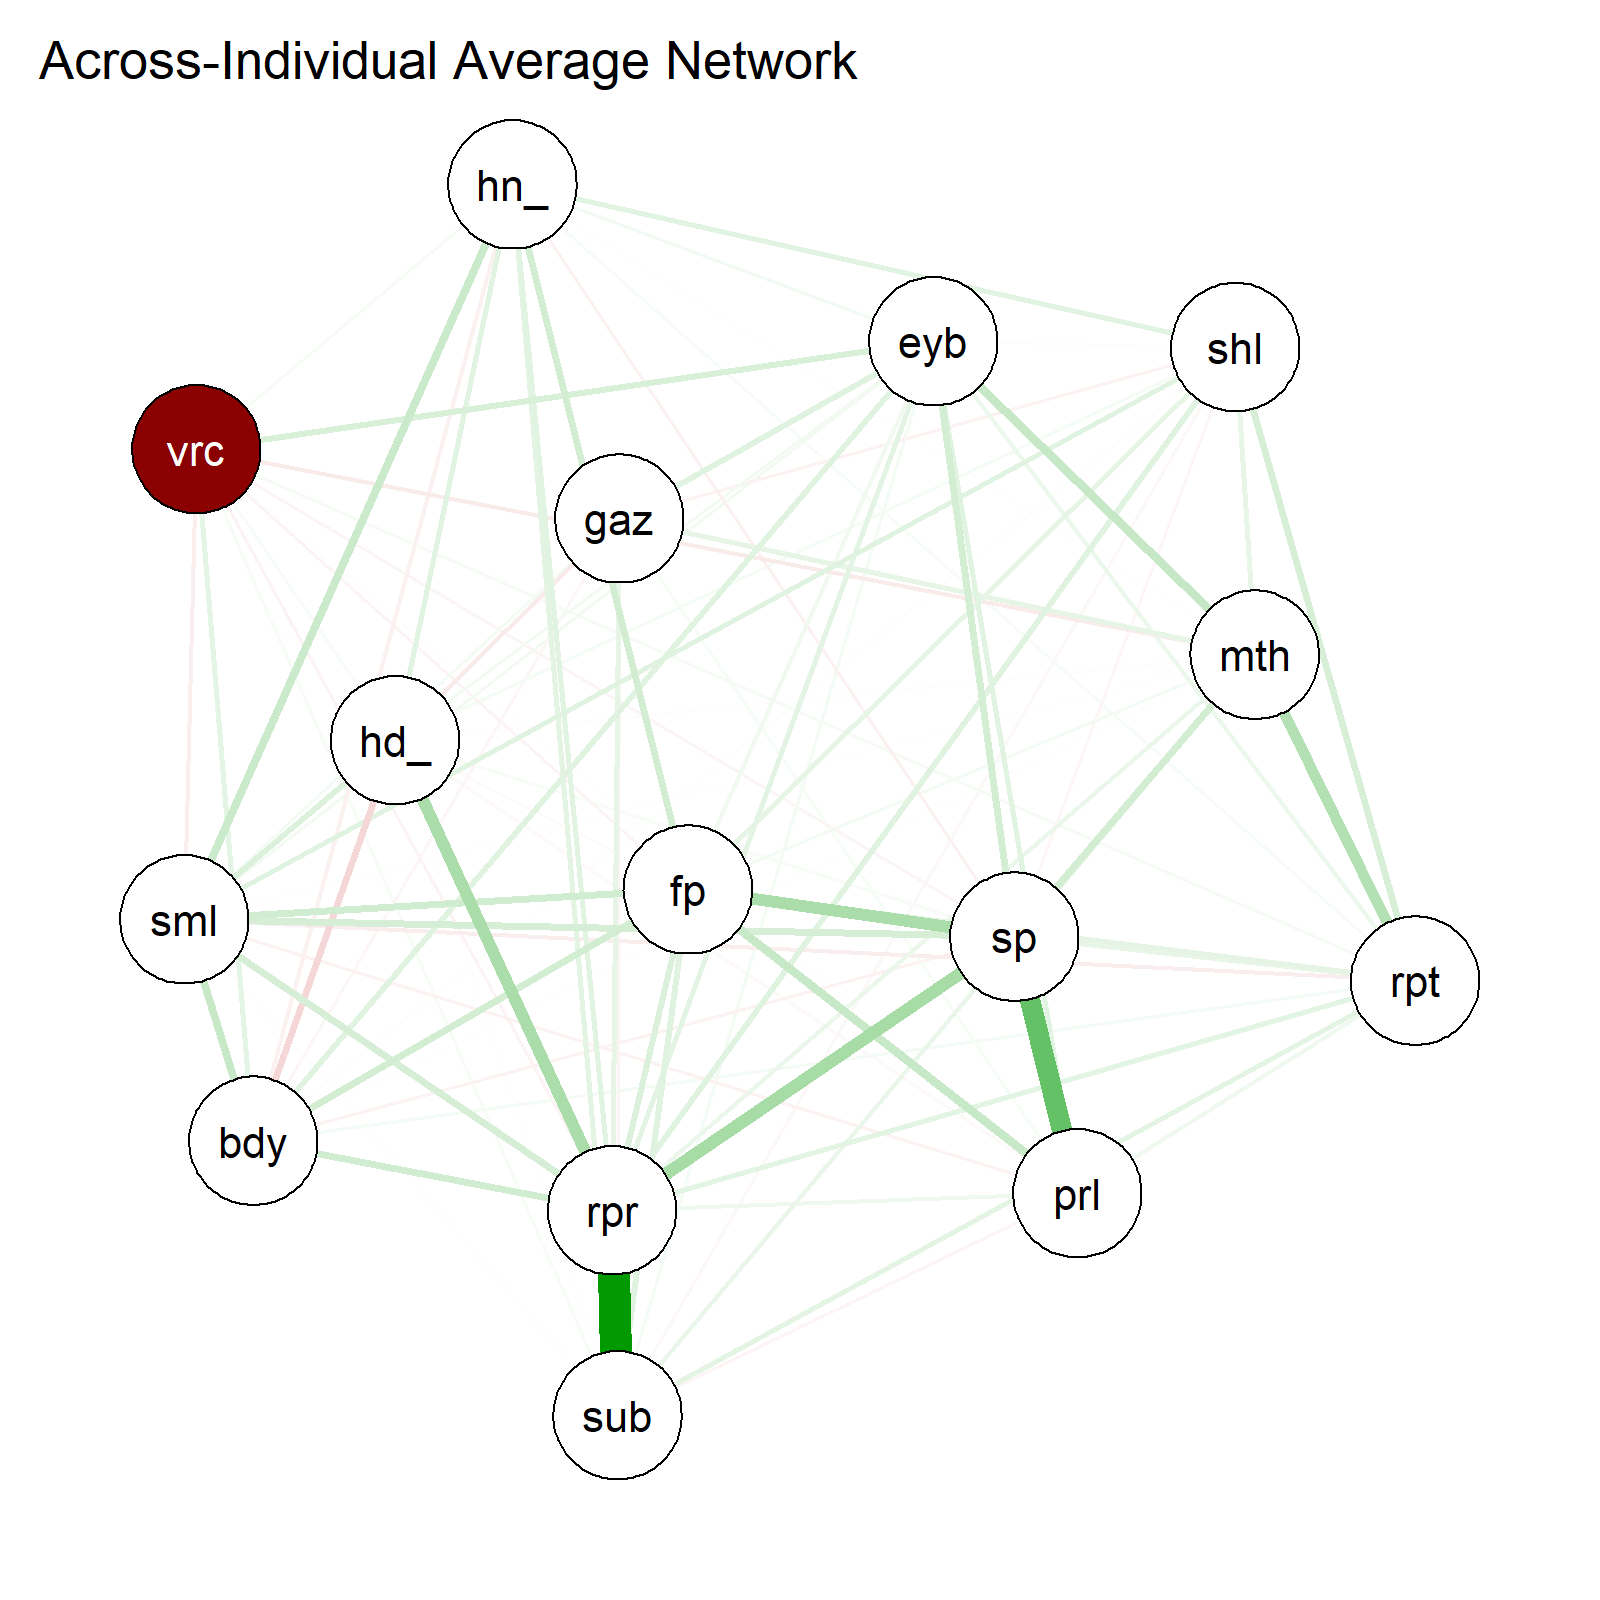 Across-Individual Average Network
hn_
eyb
shl
vrc
gaz
mth
hd_
fp
sml
sp
rpt
bdy
rpr
prl
sub